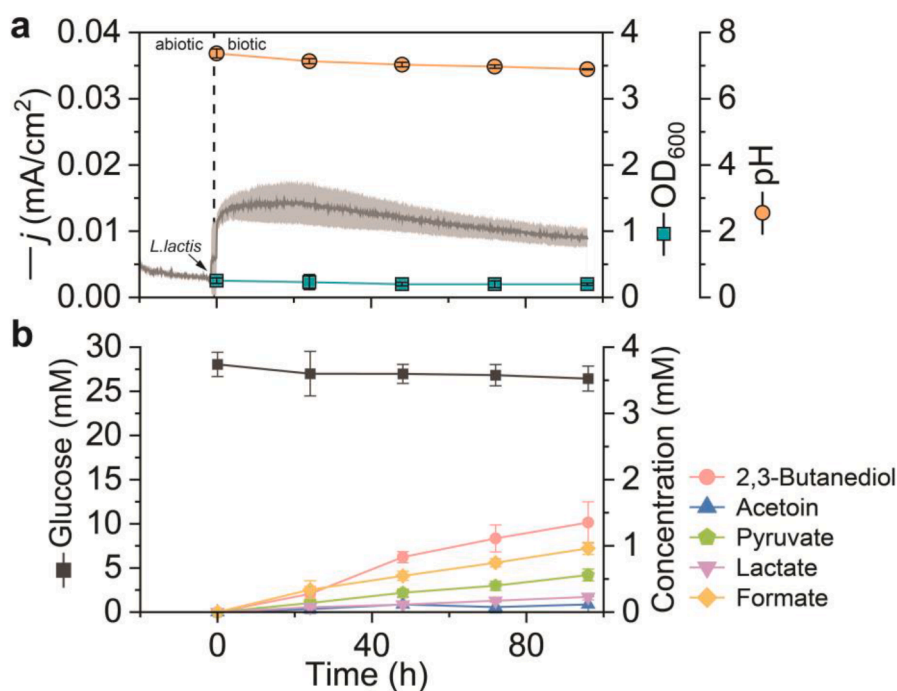 a
abiotic biotic
0.04
0.03
0.02
0.01
0.00
— j (mA/cm²)
L.lactis
4
3
2
1
0
OD₆₀₀
8
6
4
2
0
pH
b
30
25
20
15
10
5
0
Glucose (mM)
4
3
2
1
0
Concentration (mM)
2,3-Butanediol
Acetoin
Pyruvate
Lactate
Formate
0 40 80
Time (h)